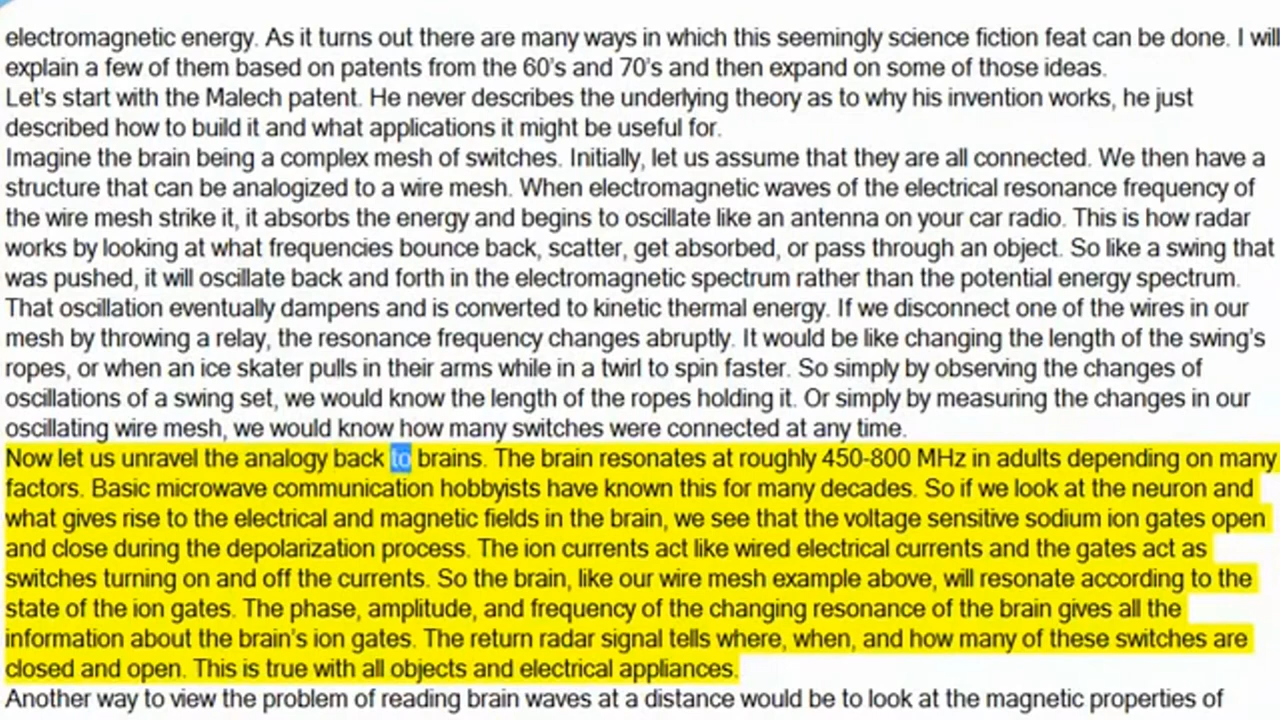 electromagnetic energy. As it turns out there are many ways in which this seemingly science fiction feat can be done. I will
explain a few of them based on patents from the 60's and 70's and then expand on some of those ideas.
Let's start with the Malech patent. He never describes the underlying theory as to why his invention works, he just
described how to build it and what applications it might be useful for.
Imagine the brain being a complex mesh of switches. Initially, let us assume that they are all connected. We then have a
structure that can be analogized to a wire mesh. When electromagnetic waves of the electrical resonance frequency of
the wire mesh strike it, it absorbs the energy and begins to oscillate like an antenna on your car radio. This is how radar
works by looking at what frequencies bounce back, scatter, get absorbed, or pass through an object. So like a swing that
was pushed, it will oscillate back and forth in the electromagnetic spectrum rather than the potential energy spectrum.
That oscillation eventually dampens and is converted to kinetic thermal energy. If we disconnect one of the wires in our
mesh by throwing a relay, the resonance frequency changes abruptly. It would be like changing the length of the swing's
ropes, or when an ice skater pulls in their arms while in a twirl to spin faster. So simply by observing the changes of
oscillations of a swing set, we would know the length of the ropes holding it. Or simply by measuring the changes in our
oscillating wire mesh, we would know how many switches were connected at any time.
Now let us unravel the analogy back to brains. The brain resonates at roughly 450-800 MHz in adults depending on many
factors. Basic microwave communication hobbyists have known this for many decades. So if we look at the neuron and
what gives rise to the electrical and magnetic fields in the brain, we see that the voltage sensitive sodium ion gates open
and close during the depolarization process. The ion currents act like wired electrical currents and the gates act as
switches turning on and off the currents. So the brain, like our wire mesh example above, will resonate according to the
state of the ion gates. The phase, amplitude, and frequency of the changing resonance of the brain gives all the
information about the brain's ion gates. The return radar signal tells where, when, and how many of these switches are
closed and open. This is true with all objects and electrical appliances.
Another way to view the problem of reading brain waves at a distance would be to look at the magnetic properties of